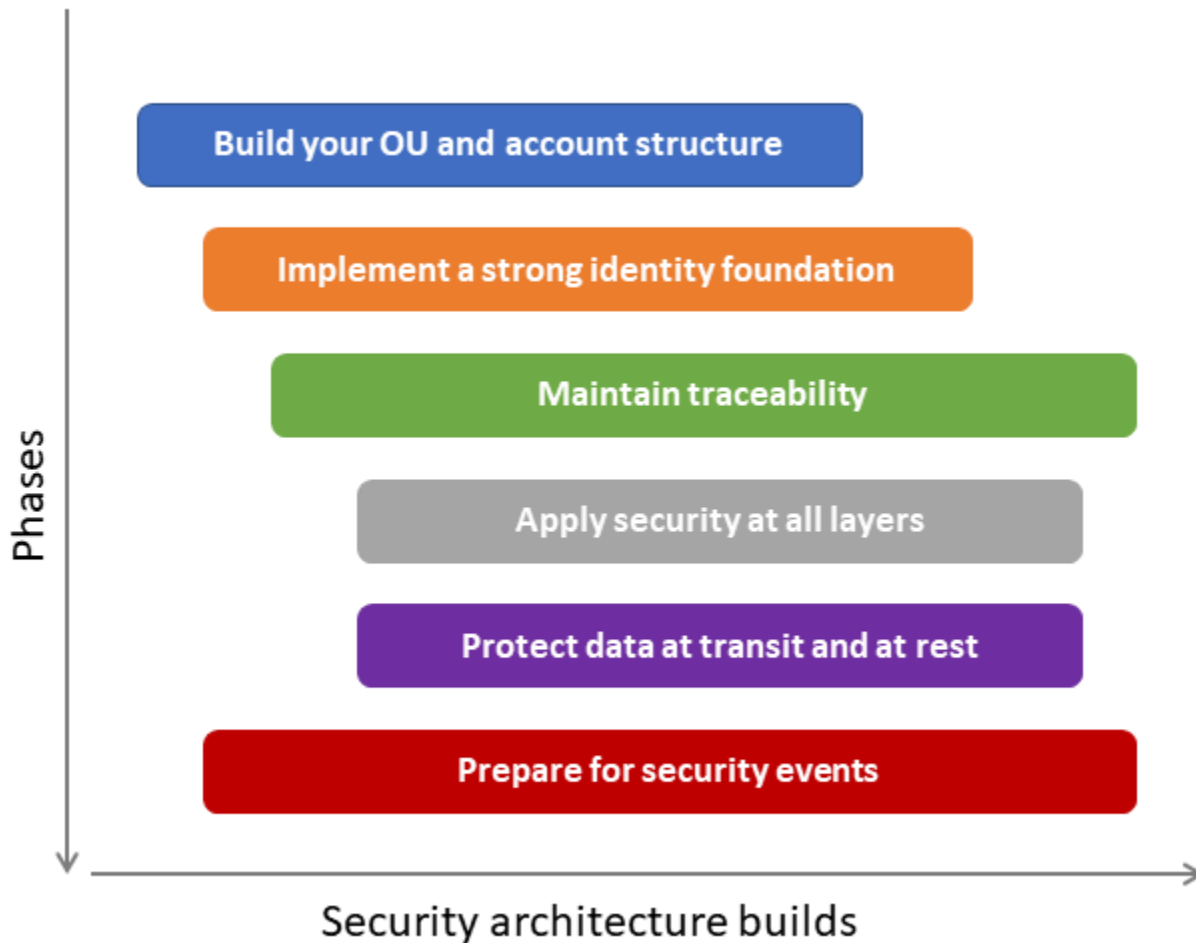 Build your OU and account structure
Implement a strong identity foundation
Maintain traceability
Apply security at all layers
Protect data at transit and at rest
Prepare for security events
Phases
Security architecture builds